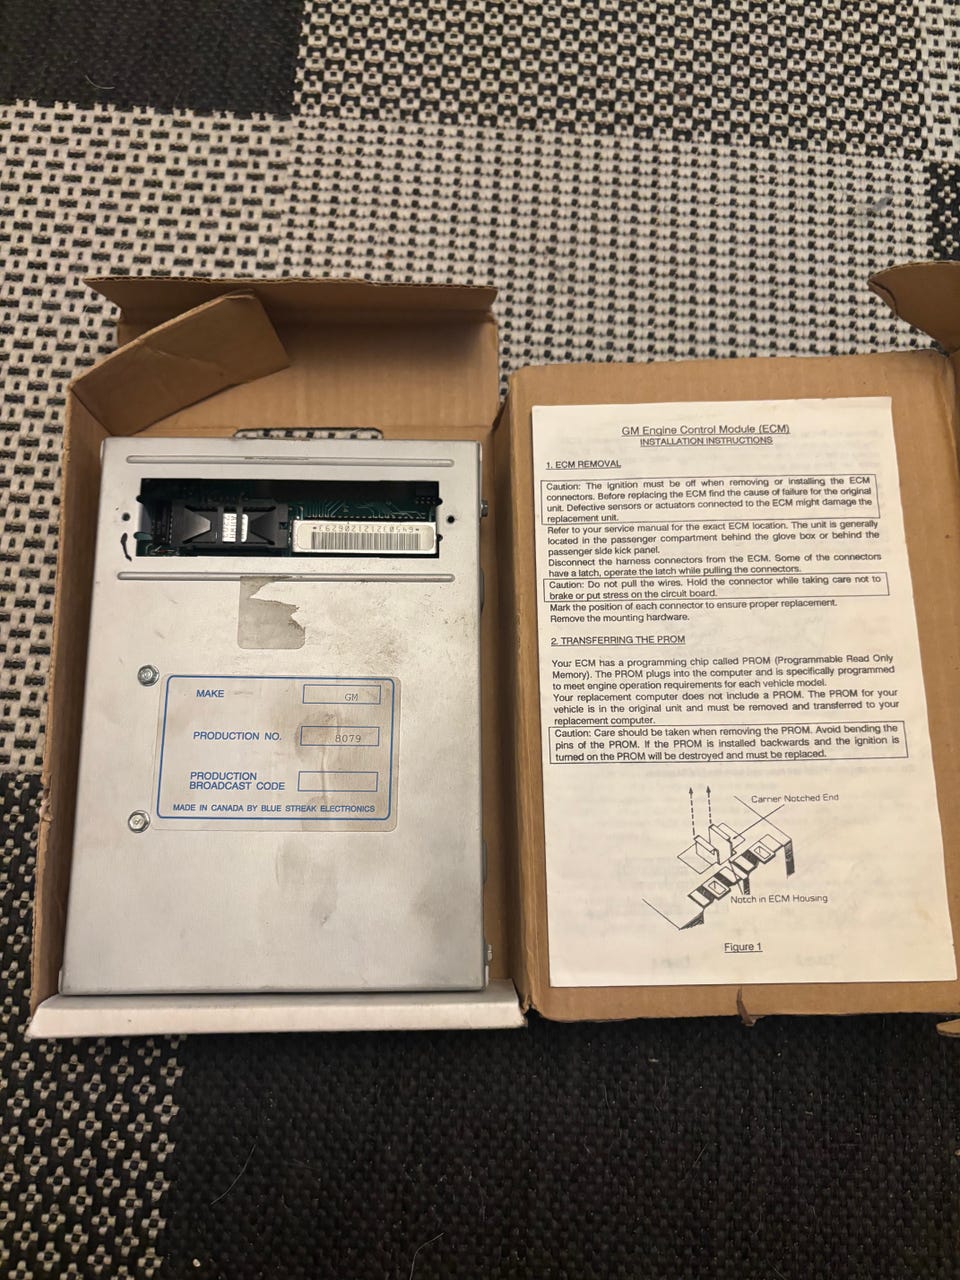 MAKE GM
PRODUCTION NO. 8079
PRODUCTION
BROADCAST CODE
MADE IN CANADA BY BLUE STREAK ELECTRONICS
GM Engine Control Module (ECM)
INSTALLATION INSTRUCTIONS
1. ECM REMOVAL
Caution: The ignition must be off when removing or installing the ECM
connectors. Before replacing the ECM find the cause of failure for the original
unit. Defective sensors or actuators connected to the ECM might damage the
replacement unit.
Refer to your service manual for the exact ECM location. The unit is generally
located in the passenger compartment behind the glove box or behind the
passenger side kick panel.
Disconnect the harness connectors from the ECM. Some of the connectors
have a latch, operate the latch while pulling the connectors.
Caution: Do not pull the wires. Hold the connector while taking care not to
brake or put stress on the circuit board.
Mark the position of each connector to ensure proper replacement.
Remove the mounting hardware.
2. TRANSFERRING THE PROM
Your ECM has a programming chip called PROM (Programmable Read Only
Memory). The PROM plugs into the computer and is specifically programmed
to meet engine operation requirements for each vehicle model.
Your replacement computer does not include a PROM. The PROM for your
vehicle is in the original unit and must be removed and transferred to your
replacement computer.
Caution: Care should be taken when removing the PROM. Avoid bending the
pins of the PROM. If the PROM is installed backwards and the ignition is
turned on the PROM will be destroyed and must be replaced.
Carrier Notched End
Notch in ECM Housing
Figure 1